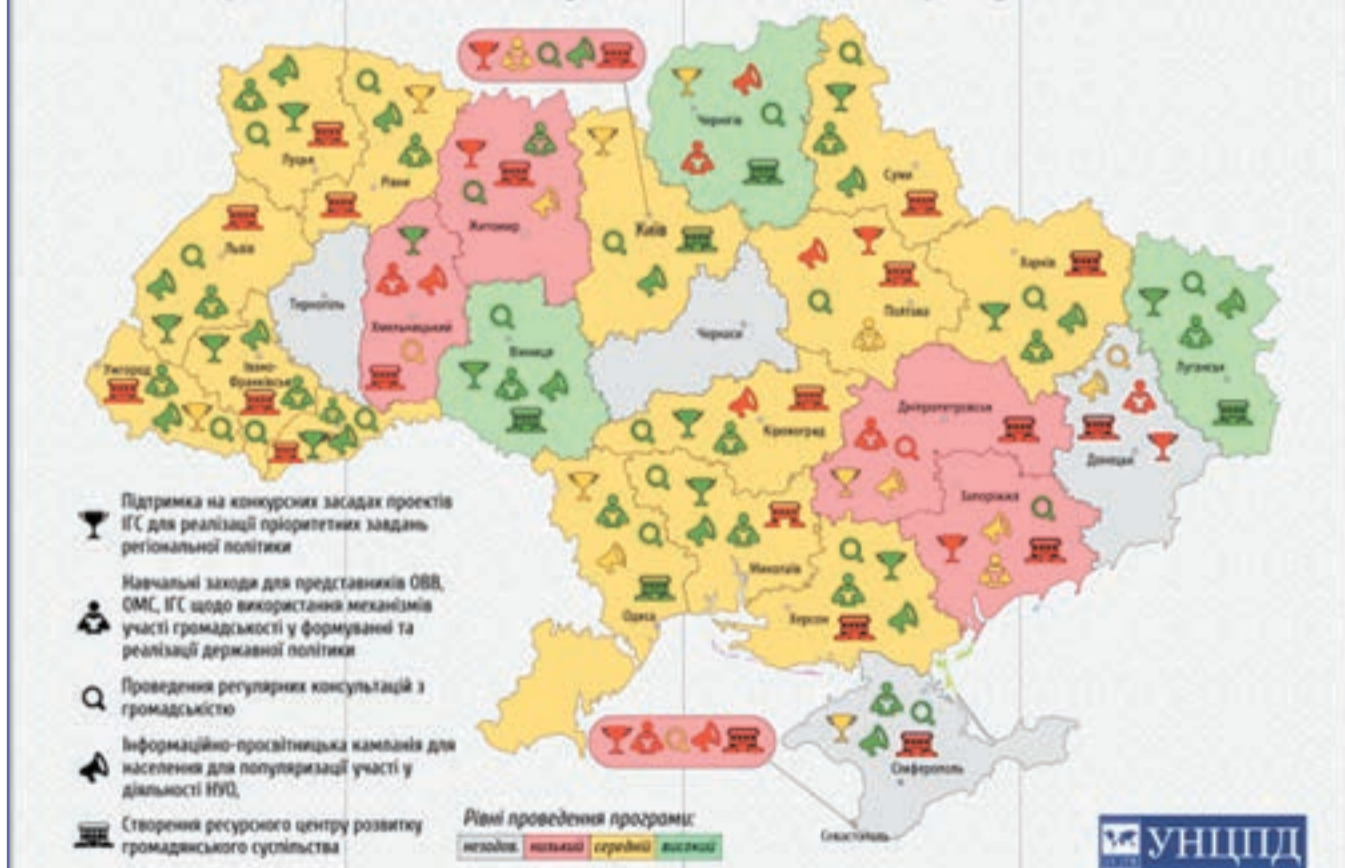 Чернігів
Суми
Луцьк
Рівне
Житомир
Київ
Львів
Харків
Тернопіль
Полтава
Хмельницький
Черкаси
Вінниця
Луганськ
Ужгород
Івано-
Франківськ
Дніпропетровськ
Кіровоград
Донецьк
Запоріжжя
Миколаїв
Одеса
Херсон
Сімферополь
Севастополь
Підтримка на конкурсних засадах проектів
ІГС для реалізації пріоритетних завдань
регіональної політики
Навчальні заходи для представників ОВВ,
ОМС, ІГС щодо використання механізмів
участі громадськості у формуванні та
реалізації державної політики
Проведення регулярних консультацій з
громадськістю
Інформаційно-просвітницька кампанія для
населення для популяризації участі у
діяльності НУО,
Створення ресурсного центру розвитку
громадянського суспільства
Рівні проведення програми:
незадов. низький середній високий
УНЦПД